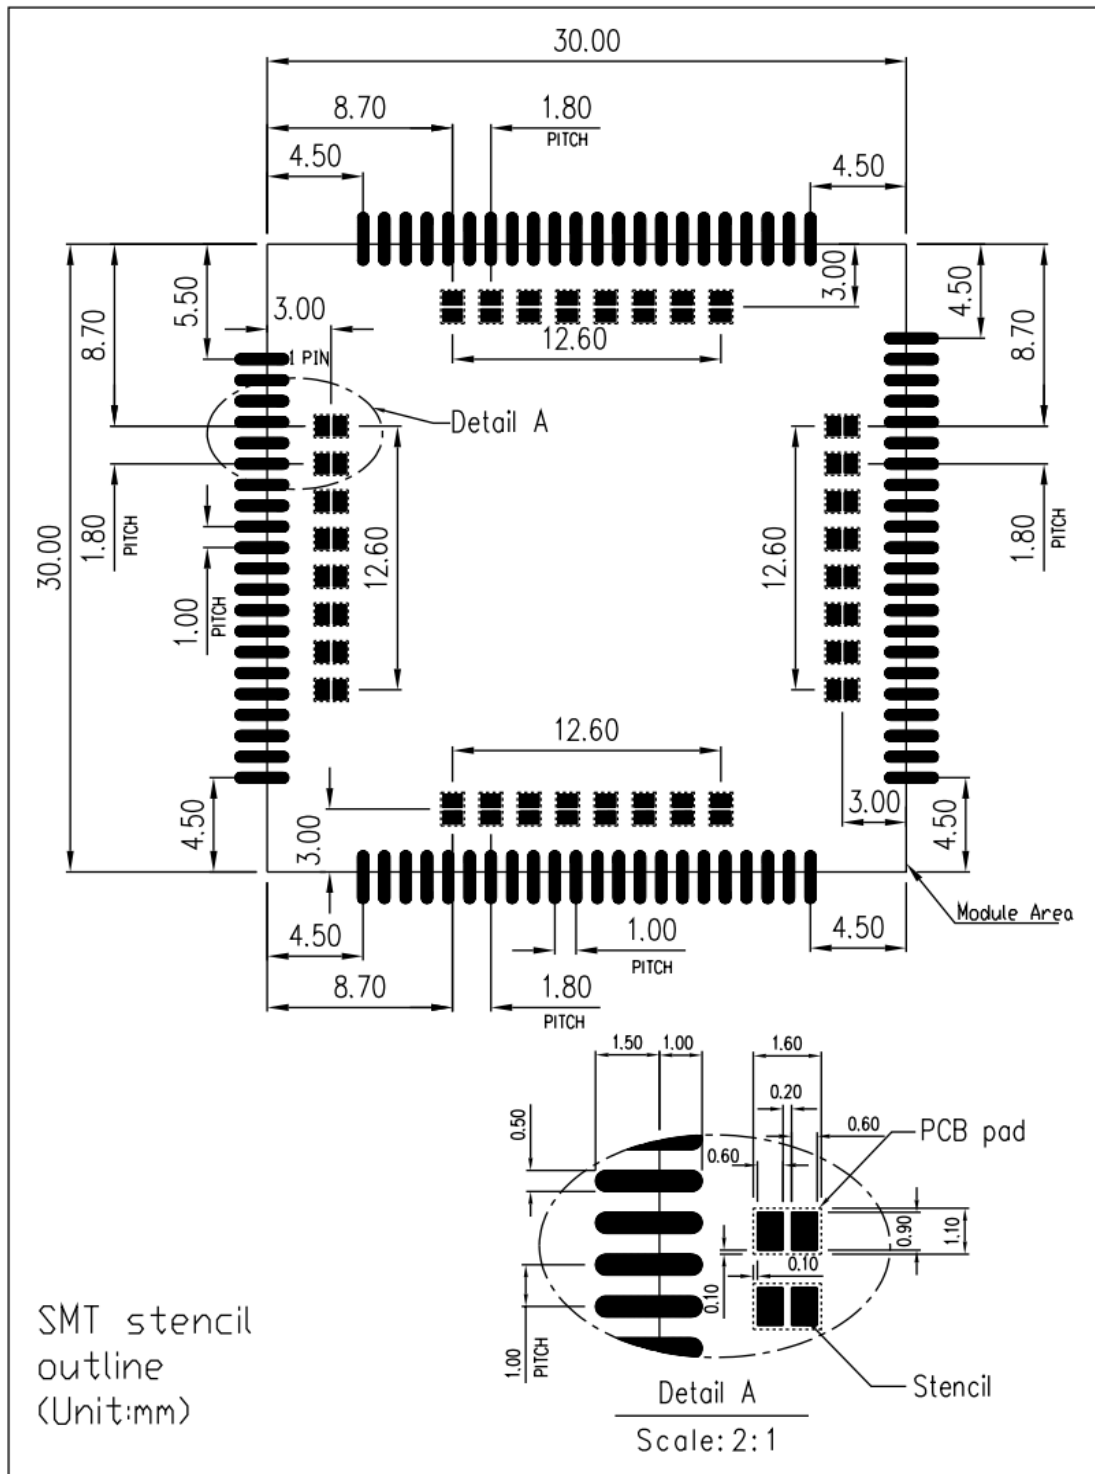 30.00
8.70
1.80
PITCH
4.50
4.50
5.50
3.00
8.70
3.00
4.50
8.70
12.60
1 PIN
Detail A
1.80
PITCH
30.00
1.00
PITCH
12.60
12.60
1.80
PITCH
12.60
4.50
3.00
3.00
4.50
Module Area
4.50
1.00
PITCH
4.50
8.70
1.80
PITCH
1.50
1.00
1.60
0.20
0.50
0.60
PCB pad
0.60
0.90
1.10
0.10
0.10
1.00
PITCH
SMT stencil
outline
(Unit:mm)
Stencil
Detail A
Scale: 2:1